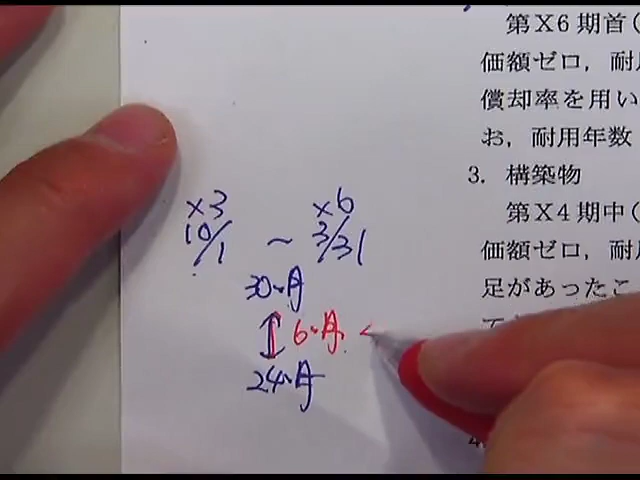 第X6期首(
価額ゼロ, 耐
償却率を用い
お, 耐用年数
3. 構築物
第X4期中(
価額ゼロ, 耐
足があったこ
×3 ×6
10/1 ~ 3/31
30ヶ月
6ヶ月
24ヶ月